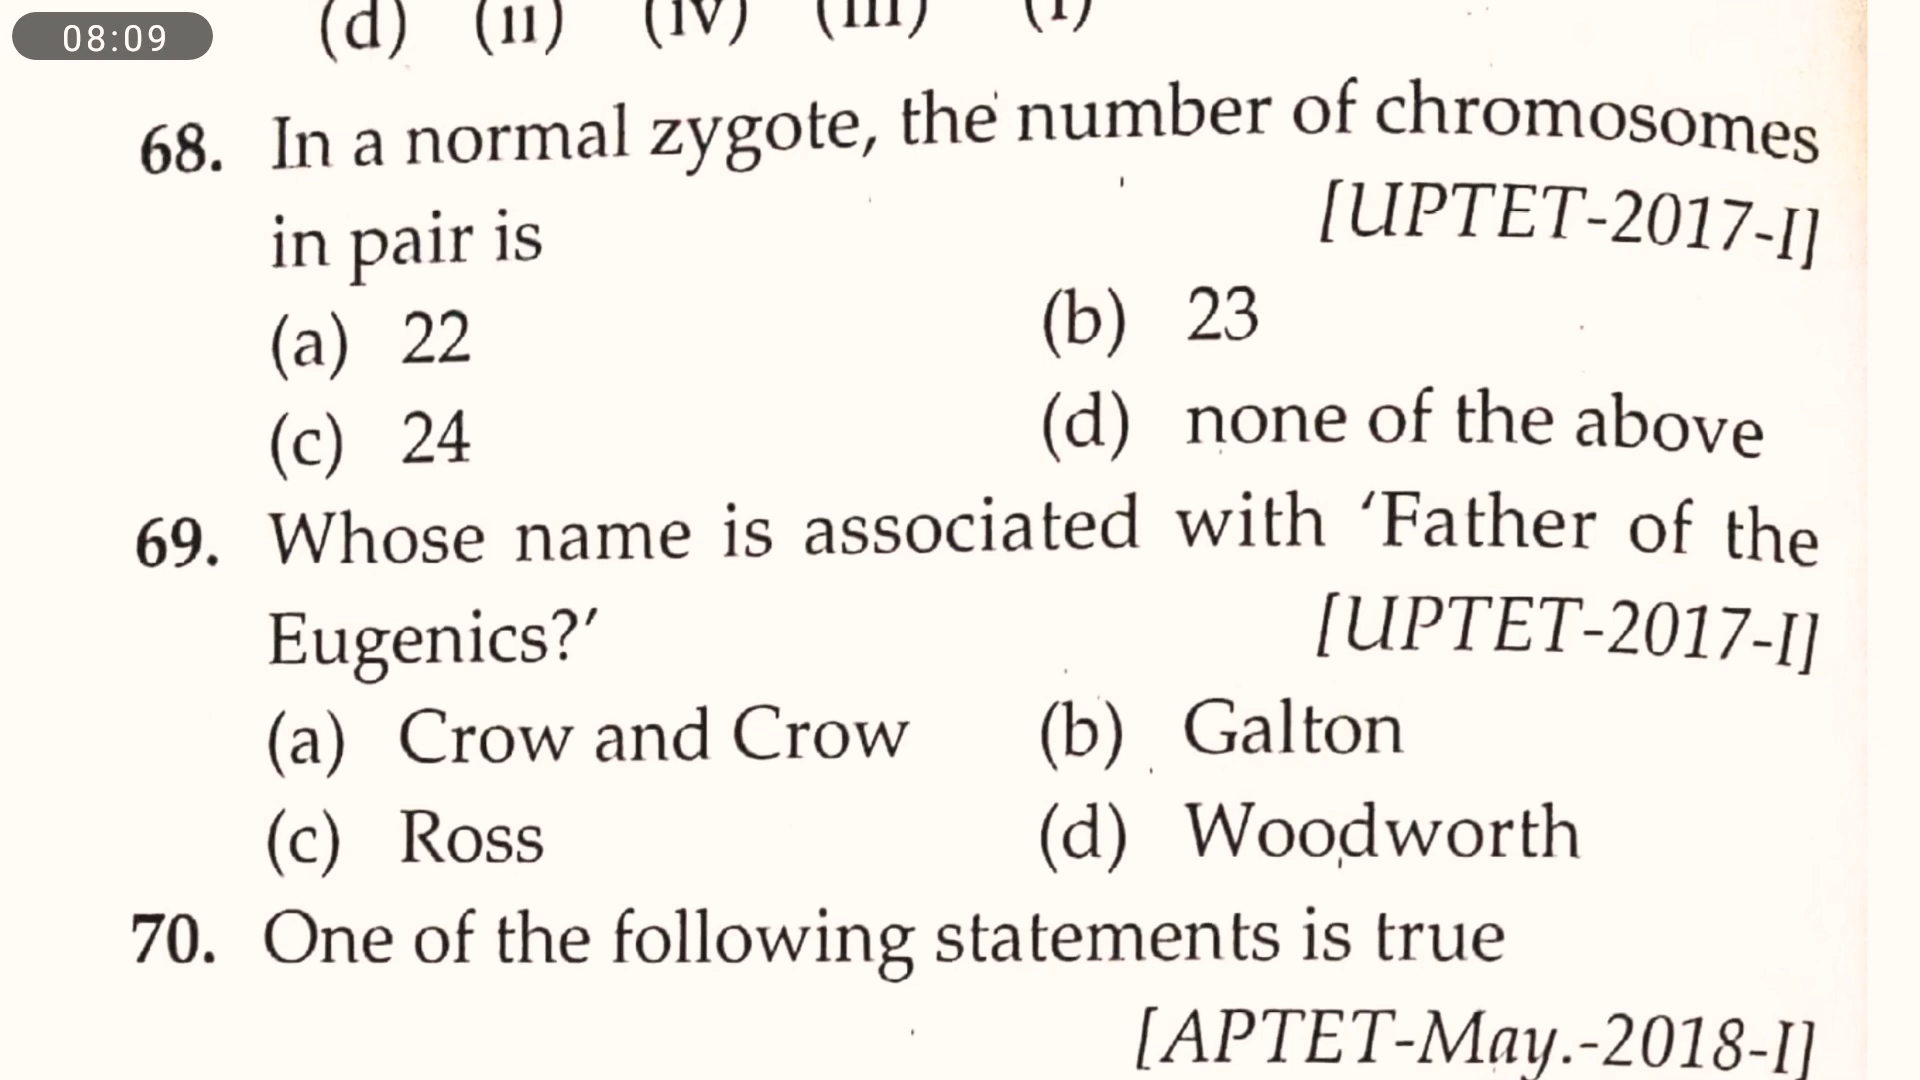 08:09
(d) (ii) (iv) (iii) (i)
68. In a normal zygote, the number of chromosomes
in pair is [UPTET-2017-I]
(a) 22 (b) 23
(c) 24 (d) none of the above
69. Whose name is associated with ‘Father of the
Eugenics?’ [UPTET-2017-I]
(a) Crow and Crow (b) Galton
(c) Ross (d) Woodworth
70. One of the following statements is true
[APTET-May.-2018-I]